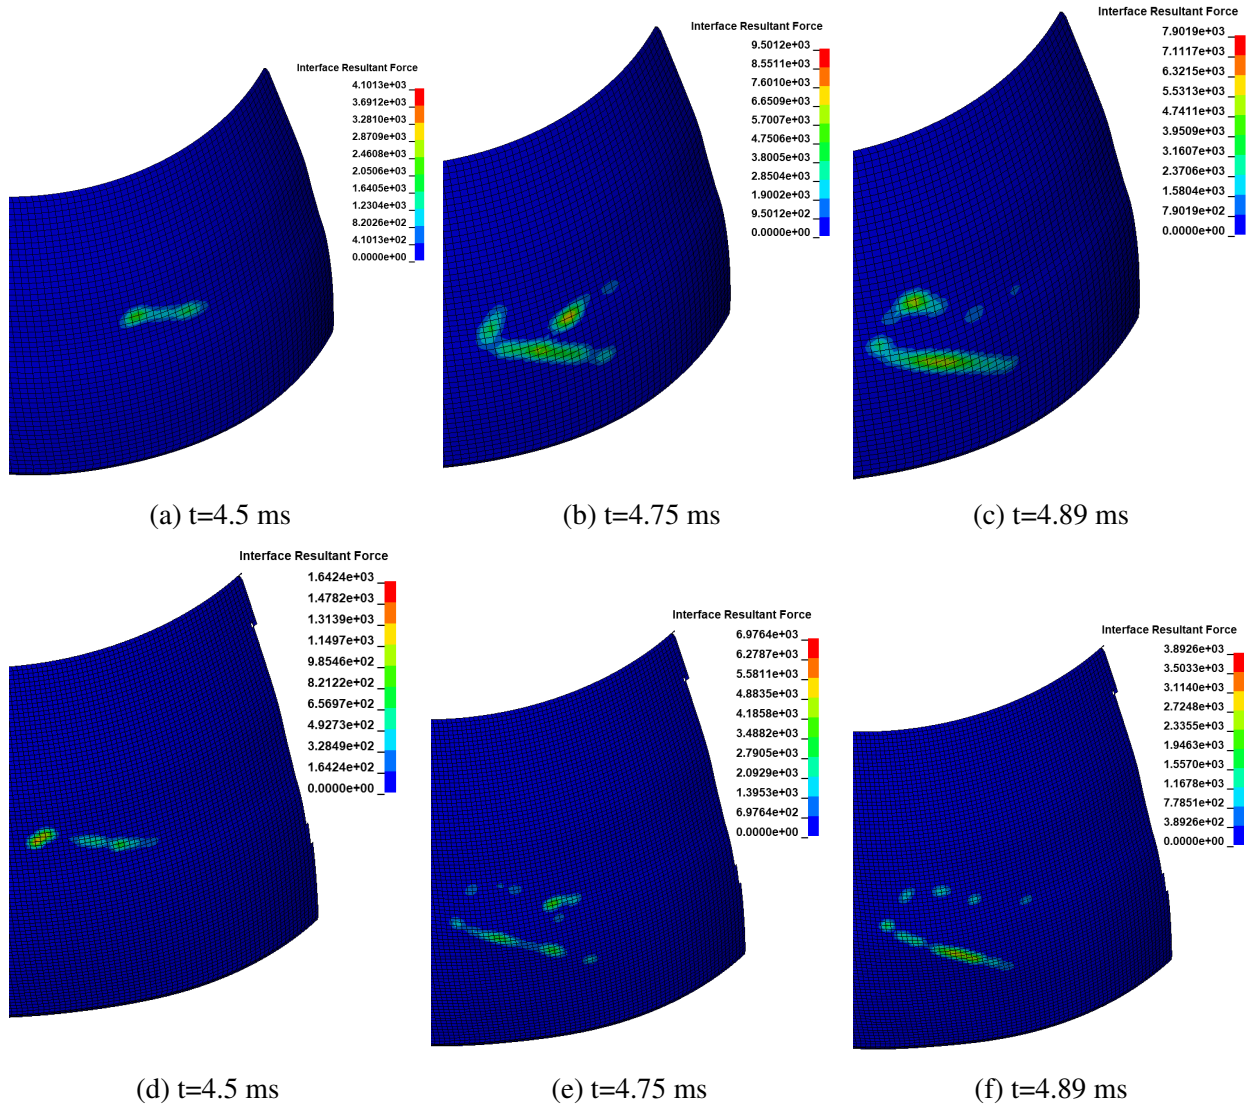 Interface Resultant Force
4.1013e+03
3.6912e+03
3.2810e+03
2.8709e+03
2.4608e+03
2.0506e+03
1.6405e+03
1.2304e+03
8.2026e+02
4.1013e+02
0.0000e+00
(a) t=4.5 ms
Interface Resultant Force
9.5012e+03
8.5511e+03
7.6010e+03
6.6509e+03
5.7007e+03
4.7506e+03
3.8005e+03
2.8504e+03
1.9002e+03
9.5012e+02
0.0000e+00
(b) t=4.75 ms
Interface Resultant Force
7.9019e+03
7.1117e+03
6.3215e+03
5.5313e+03
4.7411e+03
3.9509e+03
3.1607e+03
2.3706e+03
1.5804e+03
7.9019e+02
0.0000e+00
(c) t=4.89 ms
Interface Resultant Force
1.6424e+03
1.4782e+03
1.3139e+03
1.1497e+03
9.8546e+02
8.2122e+02
6.5697e+02
4.9273e+02
3.2849e+02
1.6424e+02
0.0000e+00
(d) t=4.5 ms
Interface Resultant Force
6.9764e+03
6.2787e+03
5.5811e+03
4.8835e+03
4.1858e+03
3.4882e+03
2.7905e+03
2.0929e+03
1.3953e+03
6.9764e+02
0.0000e+00
(e) t=4.75 ms
Interface Resultant Force
3.8926e+03
3.5033e+03
3.1140e+03
2.7248e+03
2.3355e+03
1.9463e+03
1.5570e+03
1.1678e+03
7.7851e+02
3.8926e+02
0.0000e+00
(f) t=4.89 ms